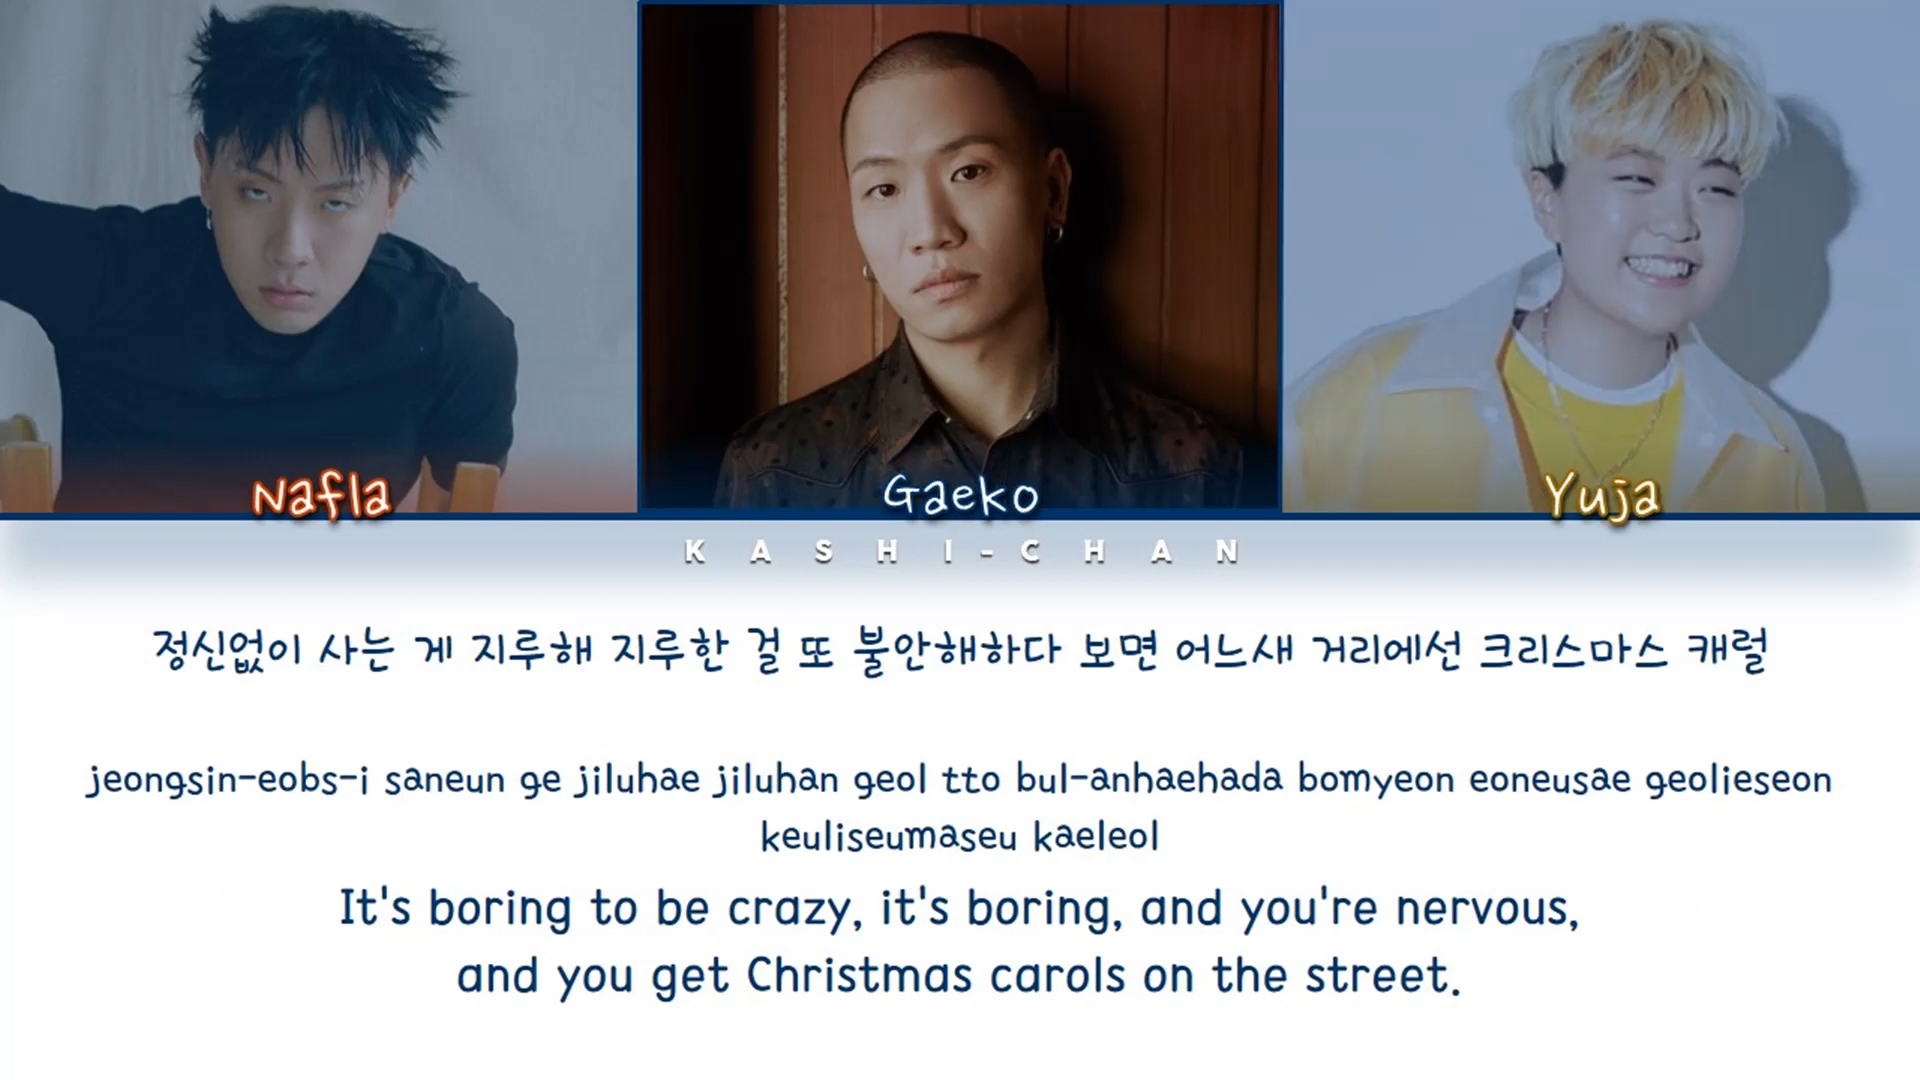 Nafla Gaeko Yuja
KASHI-CHAN
정신없이 사는 게 지루해 지루한 걸 또 불안해하다 보면 어느새 거리에선 크리스마스 캐럴
jeongsin-eobs-i saneun ge jiluhae jiluhan geol tto bul-anhaehada bomyeon eoneusae geolieseon
keuliseumaseu kaeleol
It's boring to be crazy, it's boring, and you're nervous,
and you get Christmas carols on the street.